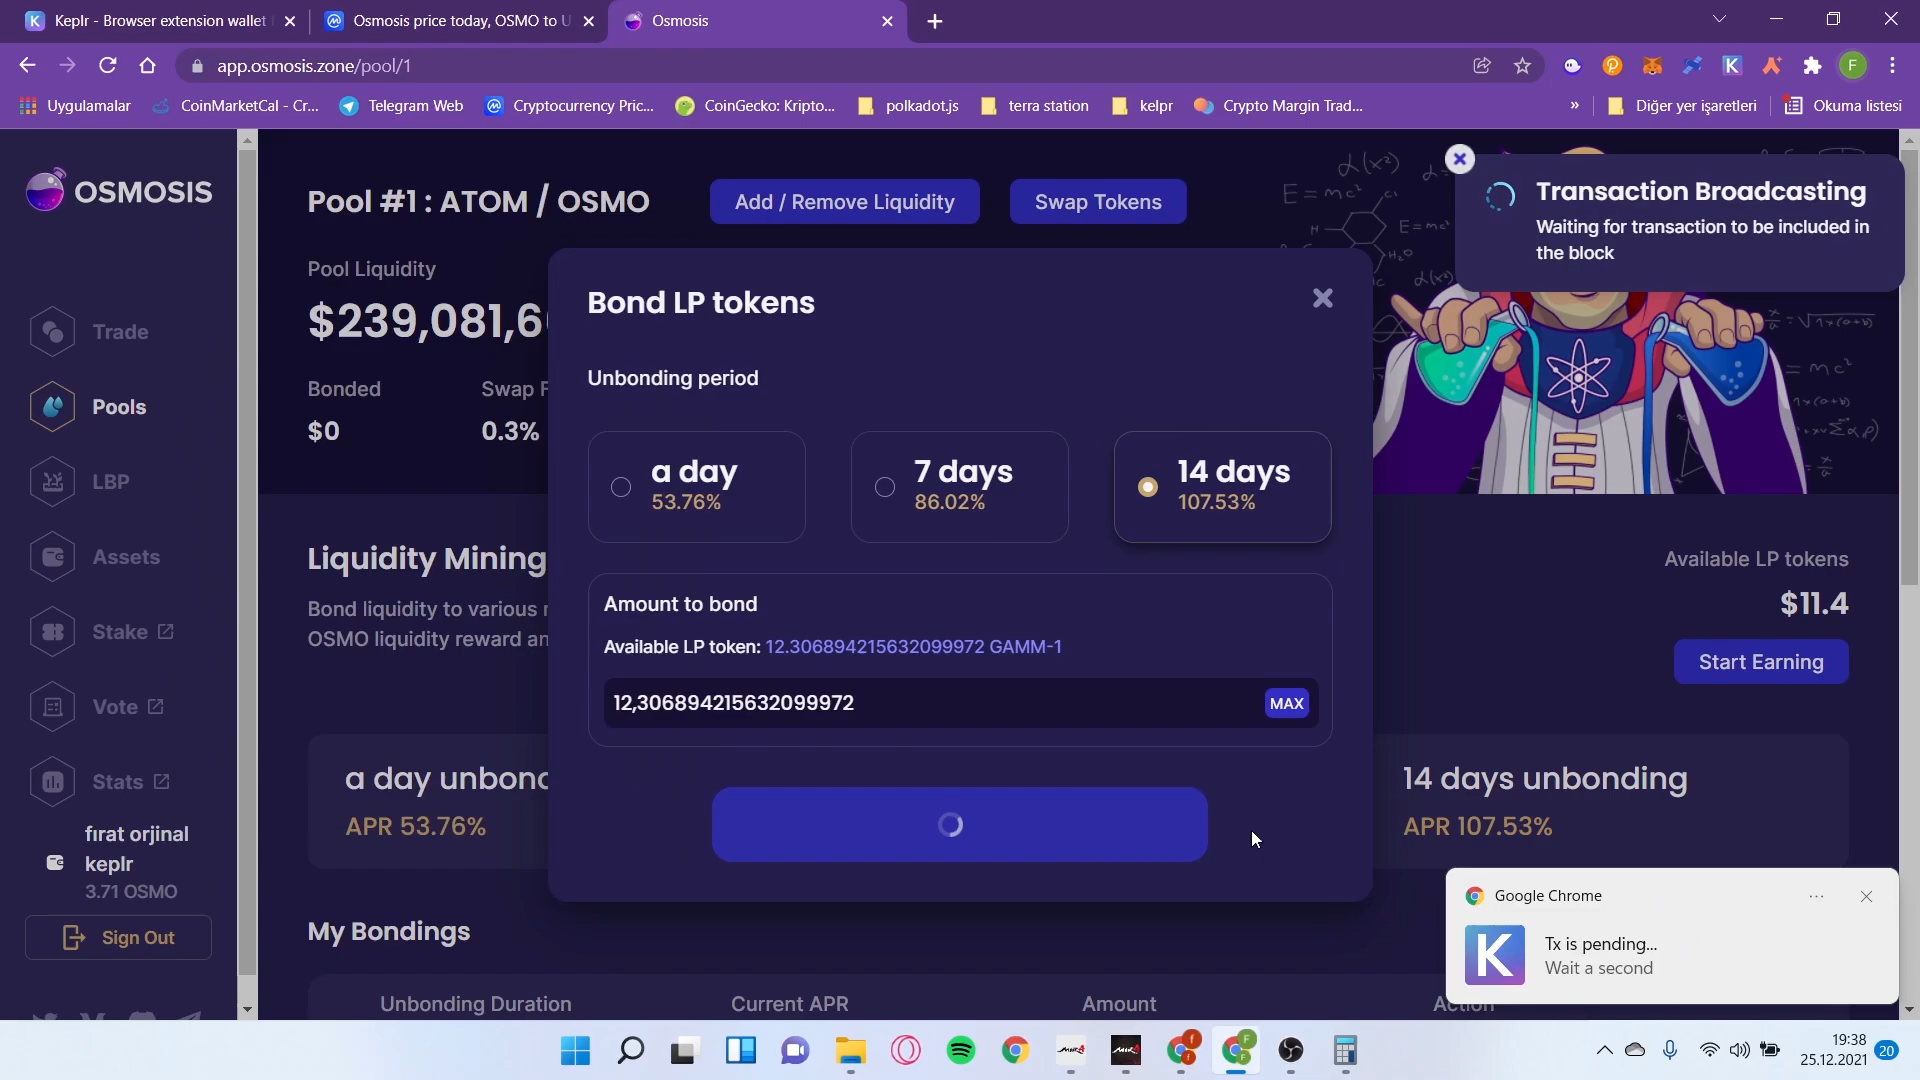 Keplr - Browser extension wallet
Osmosis price today, OSMO to U
Osmosis
app.osmosis.zone/pool/1
F
Uygulamalar
CoinMarketCal - Cr...
Telegram Web
Cryptocurrency Pric...
CoinGecko: Kripto...
polkadot.js
terra station
kelpr
Crypto Margin Trad...
»
Diğer yer işaretleri
Okuma listesi
OSMOSIS
Trade
Pools
LBP
Assets
Stake
Vote
Stats
fırat orjinal
keplr
3.71 OSMO
Sign Out
Pool #1 : ATOM / OSMO
Add / Remove Liquidity
Swap Tokens
Pool Liquidity
$239,081,6
Bonded
Swap F
$0
0.3%
Transaction Broadcasting
Waiting for transaction to be included in
the block
Bond LP tokens
Unbonding period
a day
53.76%
7 days
86.02%
14 days
107.53%
Amount to bond
Available LP token: 12.306894215632099972 GAMM-1
12,306894215632099972
MAX
Liquidity Mining
Bond liquidity to various
OSMO liquidity reward an
Available LP tokens
$11.4
Start Earning
a day unbond
APR 53.76%
14 days unbonding
APR 107.53%
My Bondings
Unbonding Duration
Current APR
Amount
Action
Google Chrome
K
Tx is pending...
Wait a second
19:38
25.12.2021
20